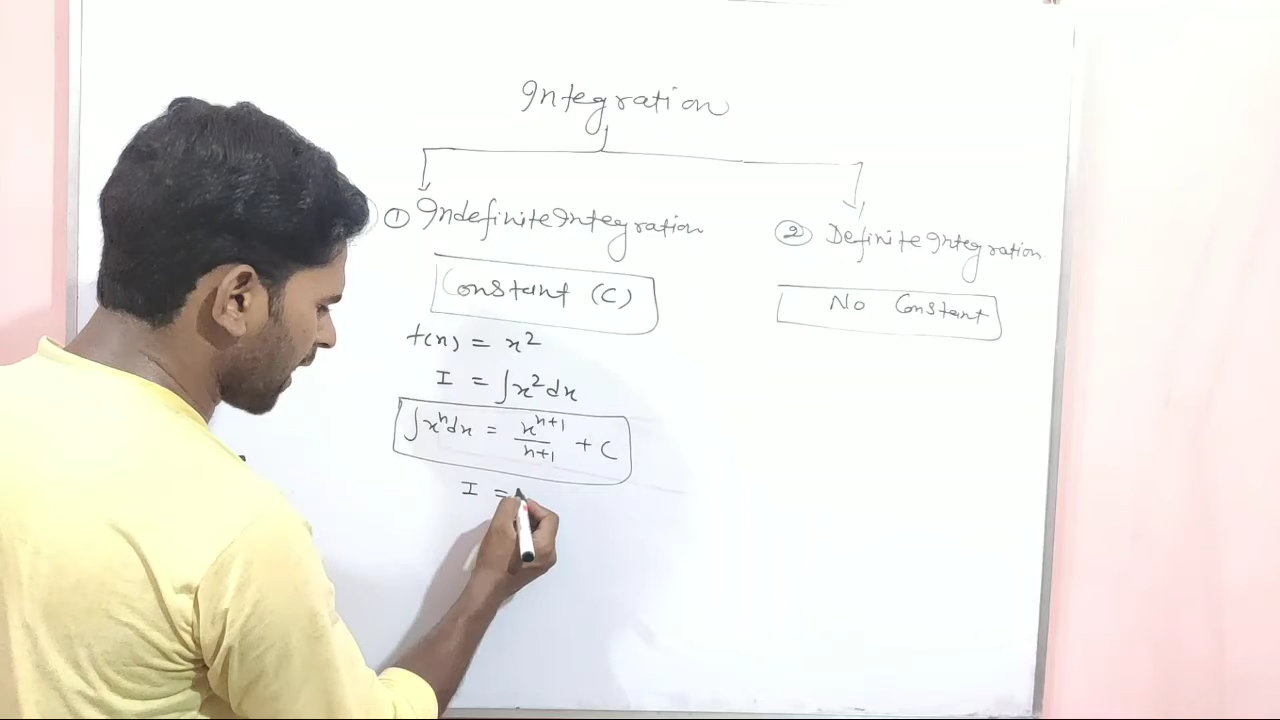 Integration
① Indefinite Integration
② Definite Integration
Constant (C)
No Constant
f(x) = x²
I = ∫x²dx
∫xⁿdx = xⁿ⁺¹/n+1 + C
I =